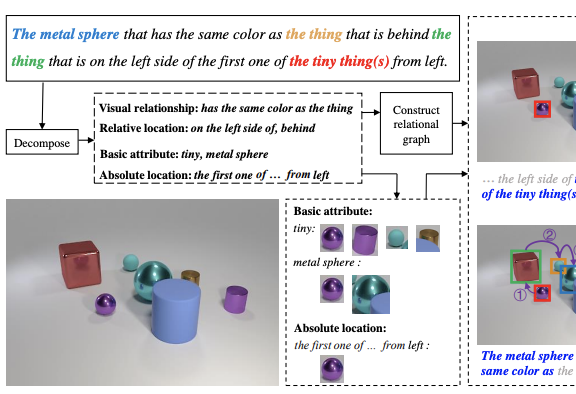 The metal sphere that has the same color as the thing that is behind the
thing that is on the left side of the first one of the tiny thing(s) from left.
Decompose
Visual relationship: has the same color as the thing
Relative location: on the left side of, behind
Basic attribute: tiny, metal sphere
Absolute location: the first one of … from left
Construct
relational
graph
Basic attribute:
tiny:
metal sphere :
Absolute location:
the first one of … from left :
… the left side of
of the tiny thing(s
①
②
The metal sphere
same color as the